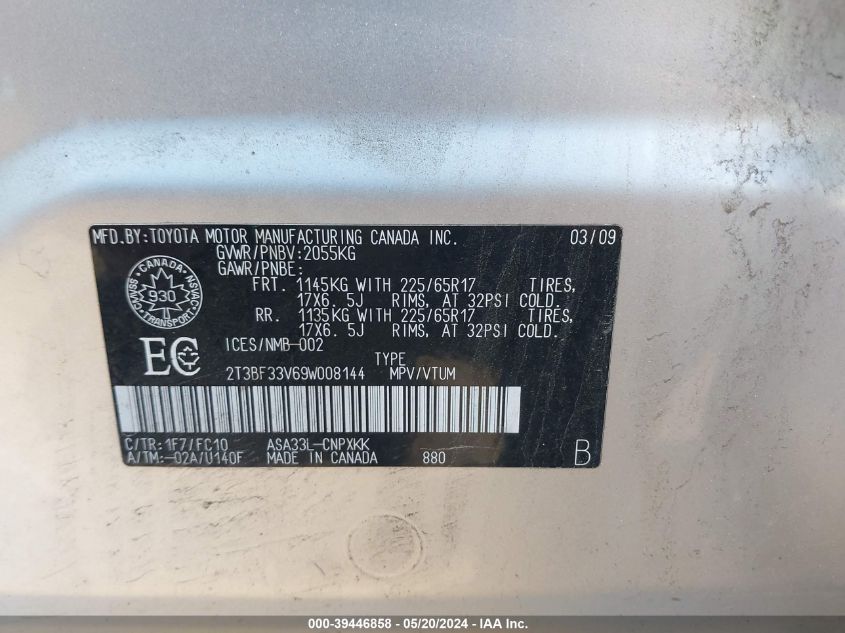 MFD.BY:TOYOTA MOTOR MANUFACTURING CANADA INC. 03/09
GVWR/PNBV:2055KG
GAWR/PNBE:
FRT. 1145KG WITH 225/65R17 TIRES,
17X6.5J RIMS, AT 32PSI COLD.
RR. 1135KG WITH 225/65R17 TIRES,
17X6.5J RIMS, AT 32PSI COLD.
CANADA
930
TRANSPORT
ICES/NMB-002
EC
TYPE
2T3BF33V69W008144 MPV/VTUM
C/TR:1F7/FC10 ASA33L-CNPXKK
A/TM:-02A/U140F MADE IN CANADA 880 B
000-39446858 - 05/20/2024 - IAA Inc.